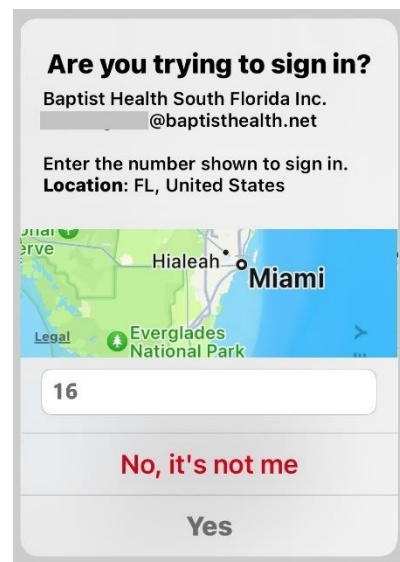 Are you trying to sign in?
Baptist Health South Florida Inc.
@baptisthealth.net
Enter the number shown to sign in.
Location: FL, United States
Hialeah
Miami
Legal
Everglades
National Park
16
No, it's not me
Yes